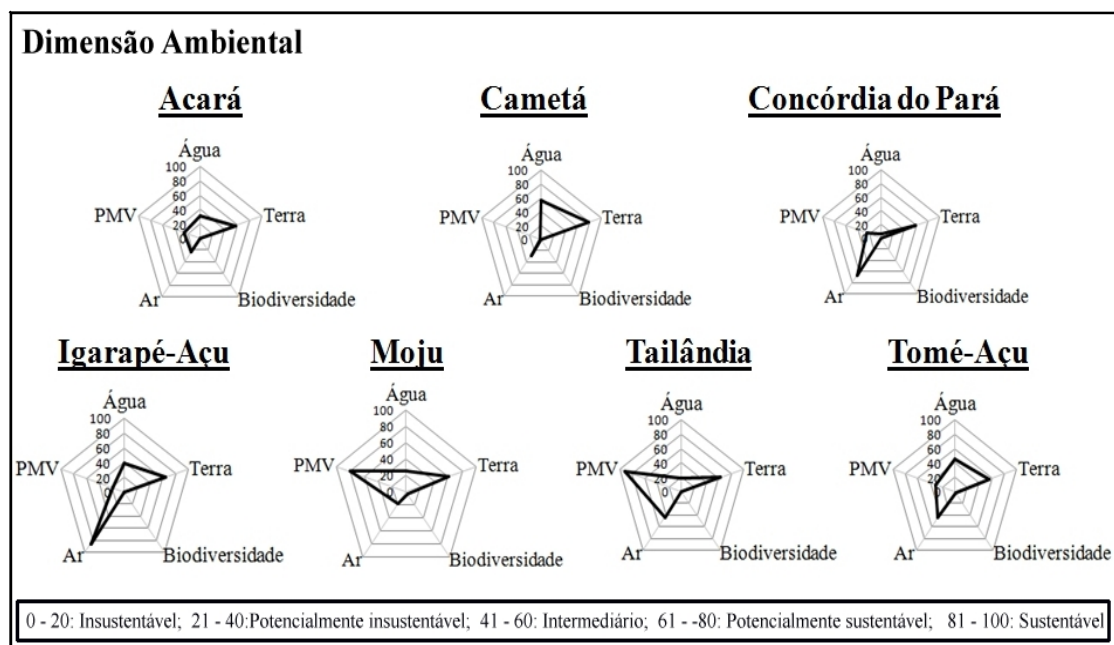 Dimensão Ambiental
Acará
Cametá
Concórdia do Pará
Água
100
80
60
40
20
0
PMV
Terra
Ar
Biodiversidade
Água
100
80
60
40
20
0
PMV
Terra
Ar
Biodiversidade
Água
100
80
60
40
20
0
PMV
Terra
Ar
Biodiversidade
Igarapé-Açu
Moju
Tailândia
Tomé-Açu
Água
100
80
60
40
20
0
PMV
Terra
Ar
Biodiversidade
Água
100
80
60
40
20
0
PMV
Terra
Ar
Biodiversidade
Água
100
80
60
40
20
0
PMV
Terra
Ar
Biodiversidade
Água
100
80
60
40
20
0
PMV
Terra
Ar
Biodiversidade
0 - 20: Insustentável; 21 - 40:Potencialmente insustentável; 41 - 60: Intermediário; 61 --80: Potencialmente sustentável; 81 - 100: Sustentável